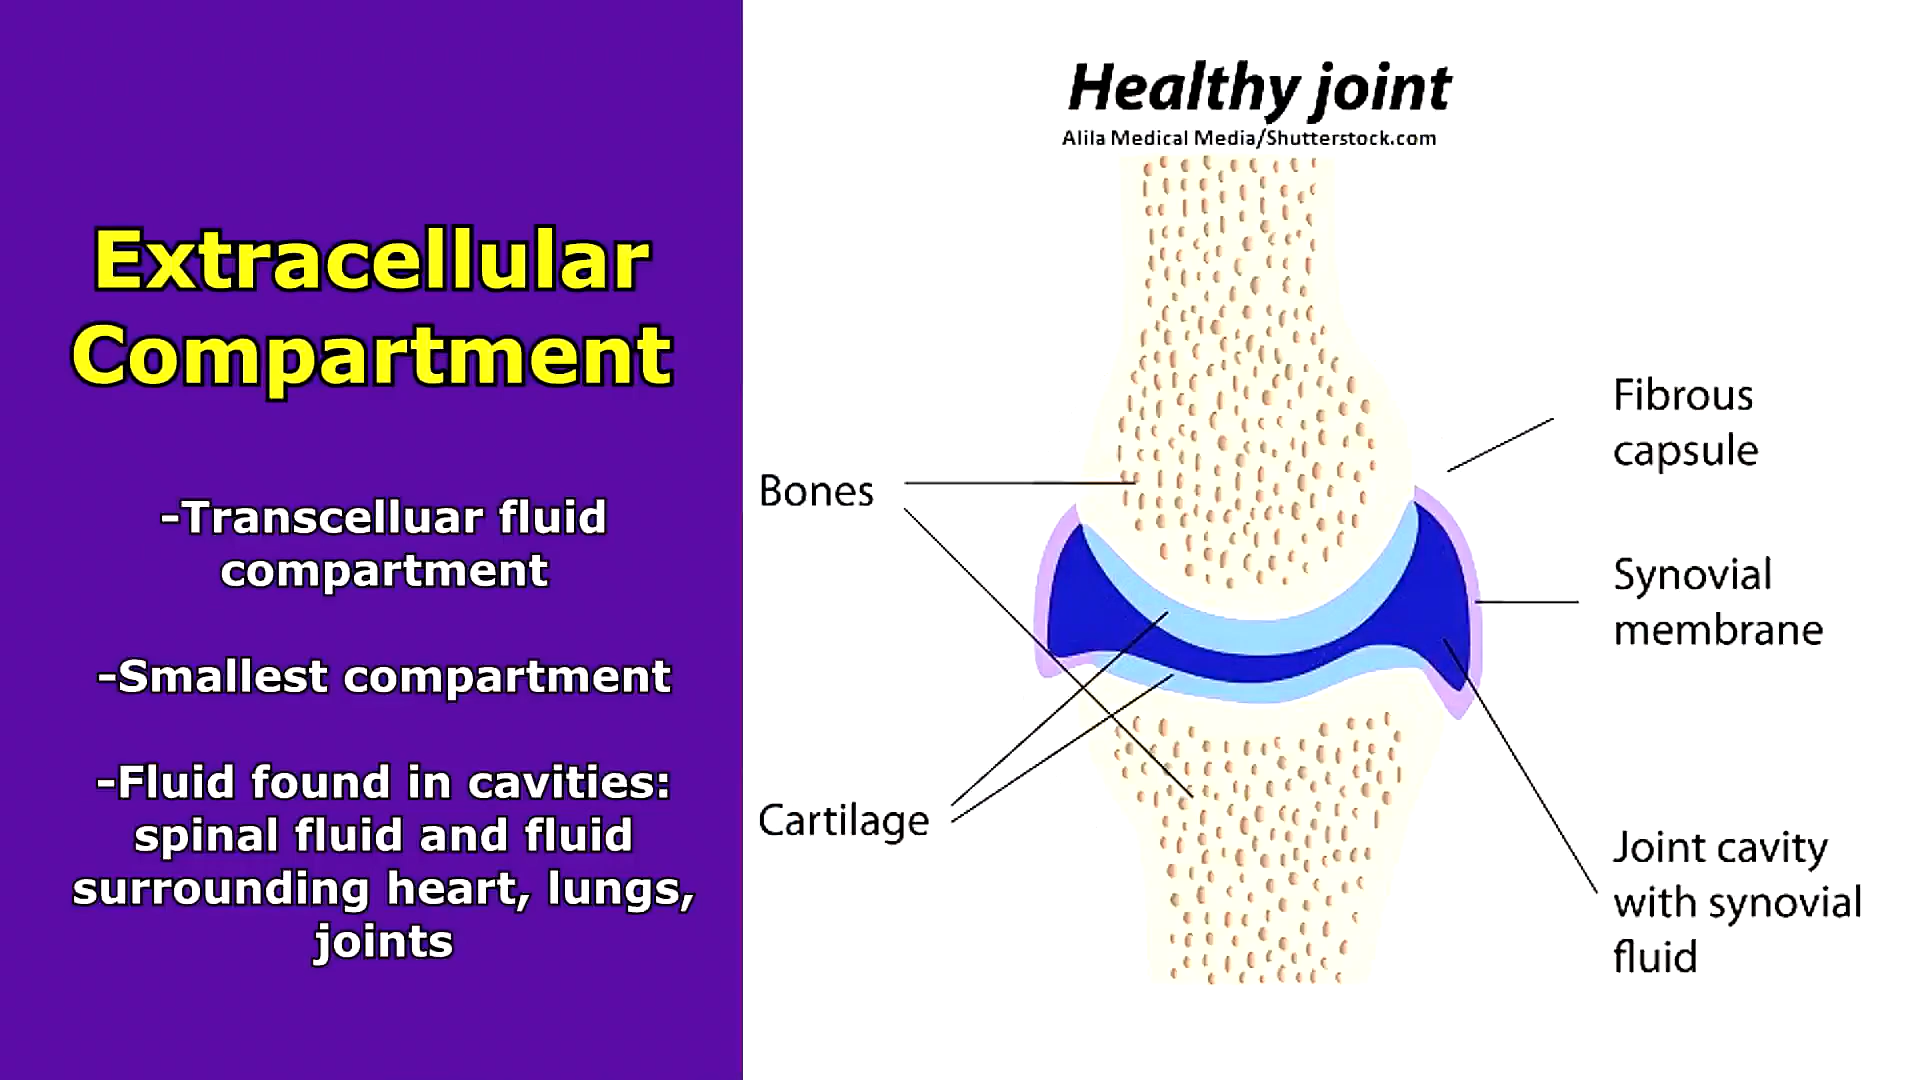 Extracellular
Compartment
-Transcelluar fluid
compartment
-Smallest compartment
-Fluid found in cavities:
spinal fluid and fluid
surrounding heart, lungs,
joints
Healthy joint
Alila Medical Media/Shutterstock.com
Bones
Cartilage
Fibrous
capsule
Synovial
membrane
Joint cavity
with synovial
fluid